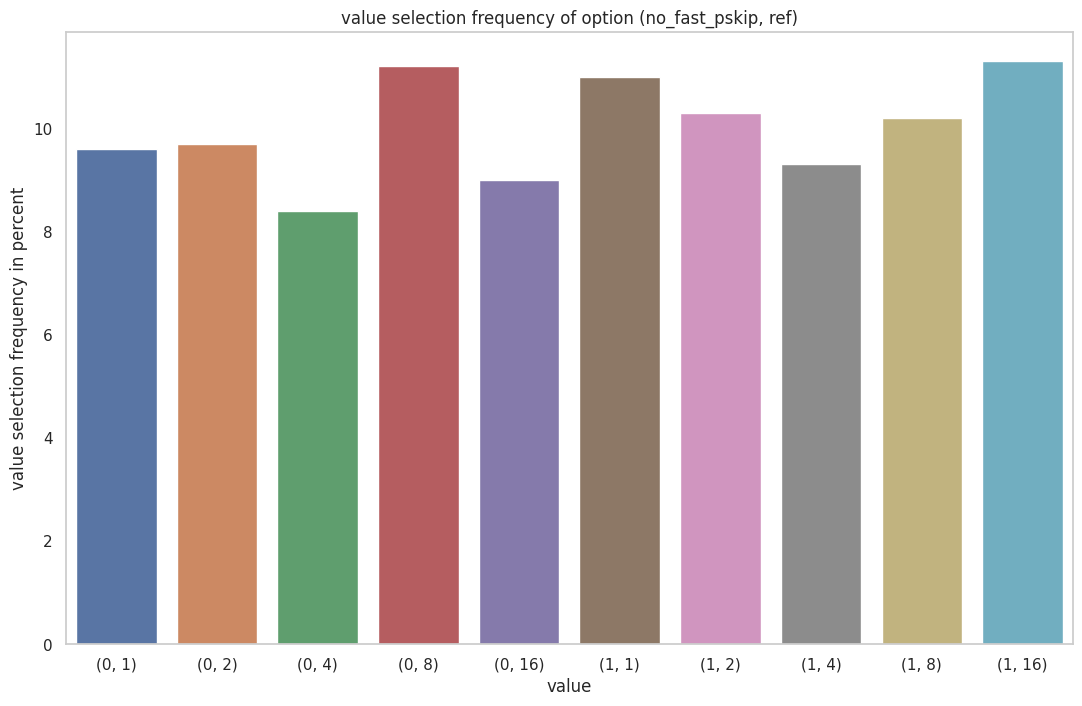 value selection frequency of option (no_fast_pskip, ref)
value selection frequency in percent
10
8
6
4
2
0
(0, 1) (0, 2) (0, 4) (0, 8) (0, 16) (1, 1) (1, 2) (1, 4) (1, 8) (1, 16)
value